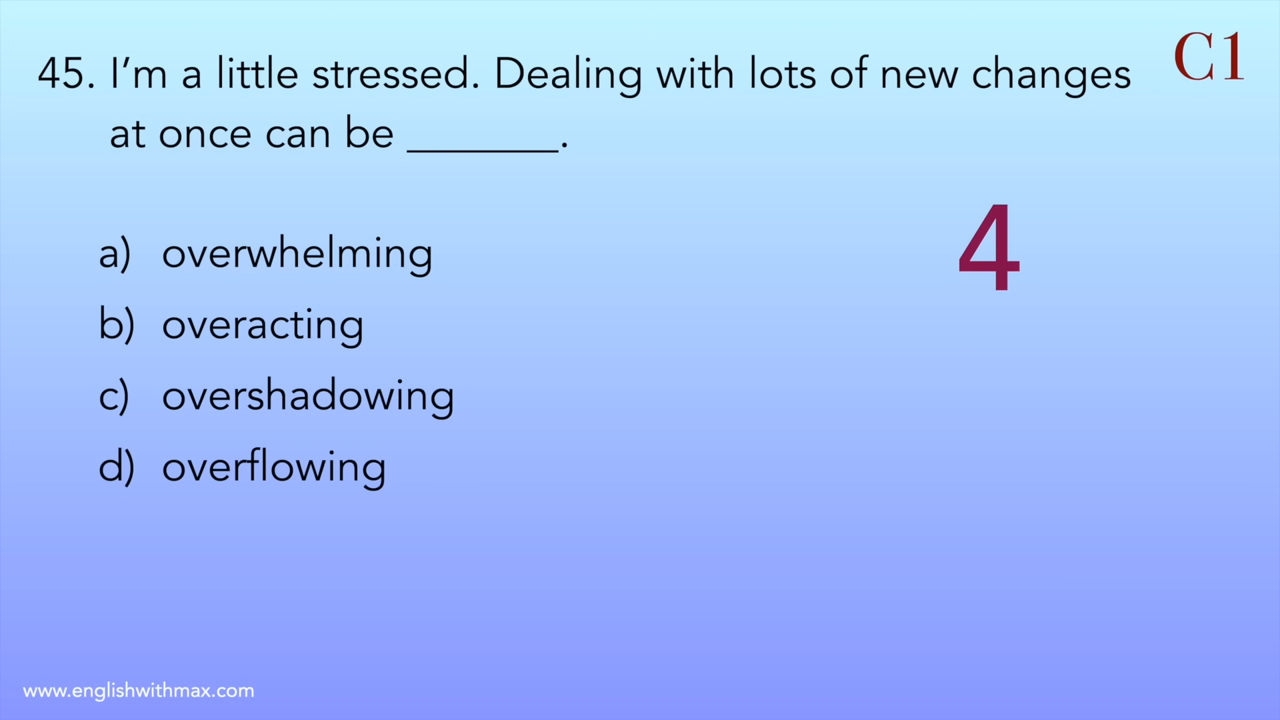 45. I’m a little stressed. Dealing with lots of new changes
at once can be _______.
C1
4
a) overwhelming
b) overacting
c) overshadowing
d) overflowing
www.englishwithmax.com